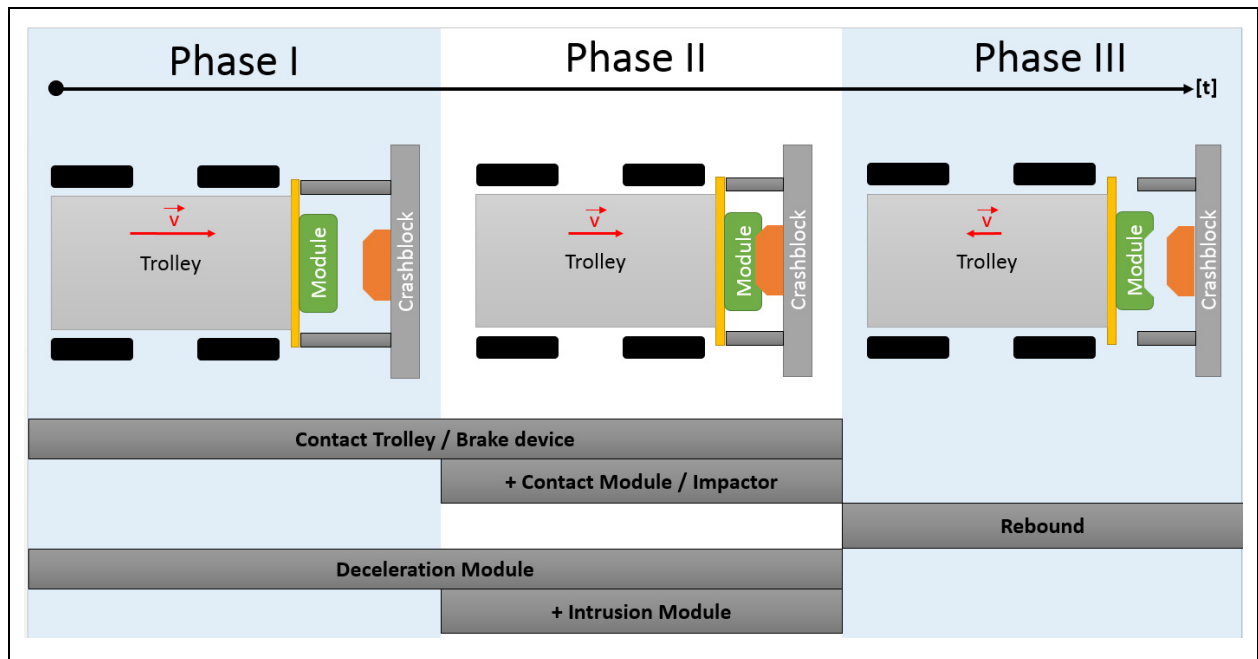 Phase I
Phase II
Phase III
[t]
v
Trolley
Module
Crashblock
v
Trolley
Module
Crashblock
v
Trolley
Module
Crashblock
Contact Trolley / Brake device
+ Contact Module / Impactor
Rebound
Deceleration Module
+ Intrusion Module